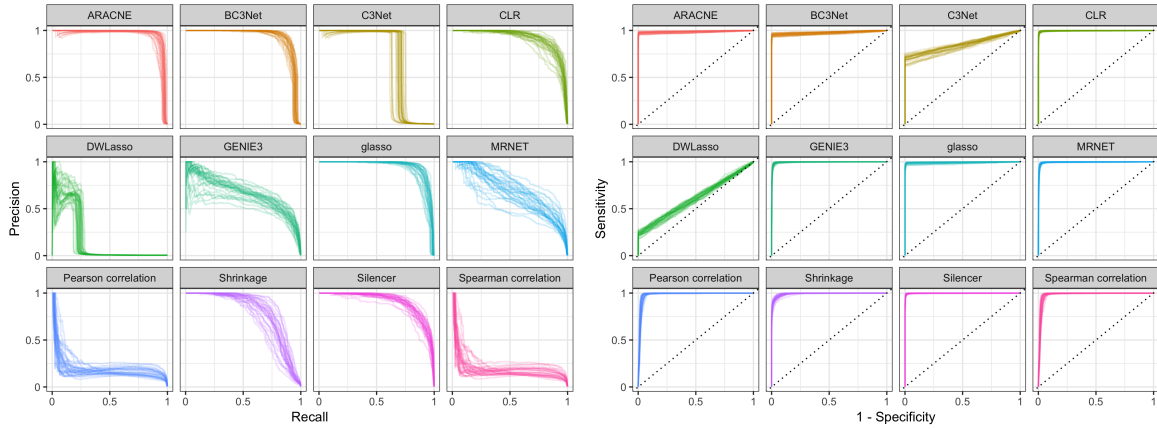 ARACNE BC3Net C3Net CLR
1
0.5
0
DWLasso GENIE3 glasso MRNET
1
0.5
0
Pearson correlation Shrinkage Silencer Spearman correlation
1
0.5
0
0 0.5 1 0 0.5 1 0 0.5 1 0 0.5 1
Recall
Precision
ARACNE BC3Net C3Net CLR
1
0.5
0
DWLasso GENIE3 glasso MRNET
1
0.5
0
Pearson correlation Shrinkage Silencer Spearman correlation
1
0.5
0
0 0.5 1 0 0.5 1 0 0.5 1 0 0.5 1
1 - Specificity
Sensitivity